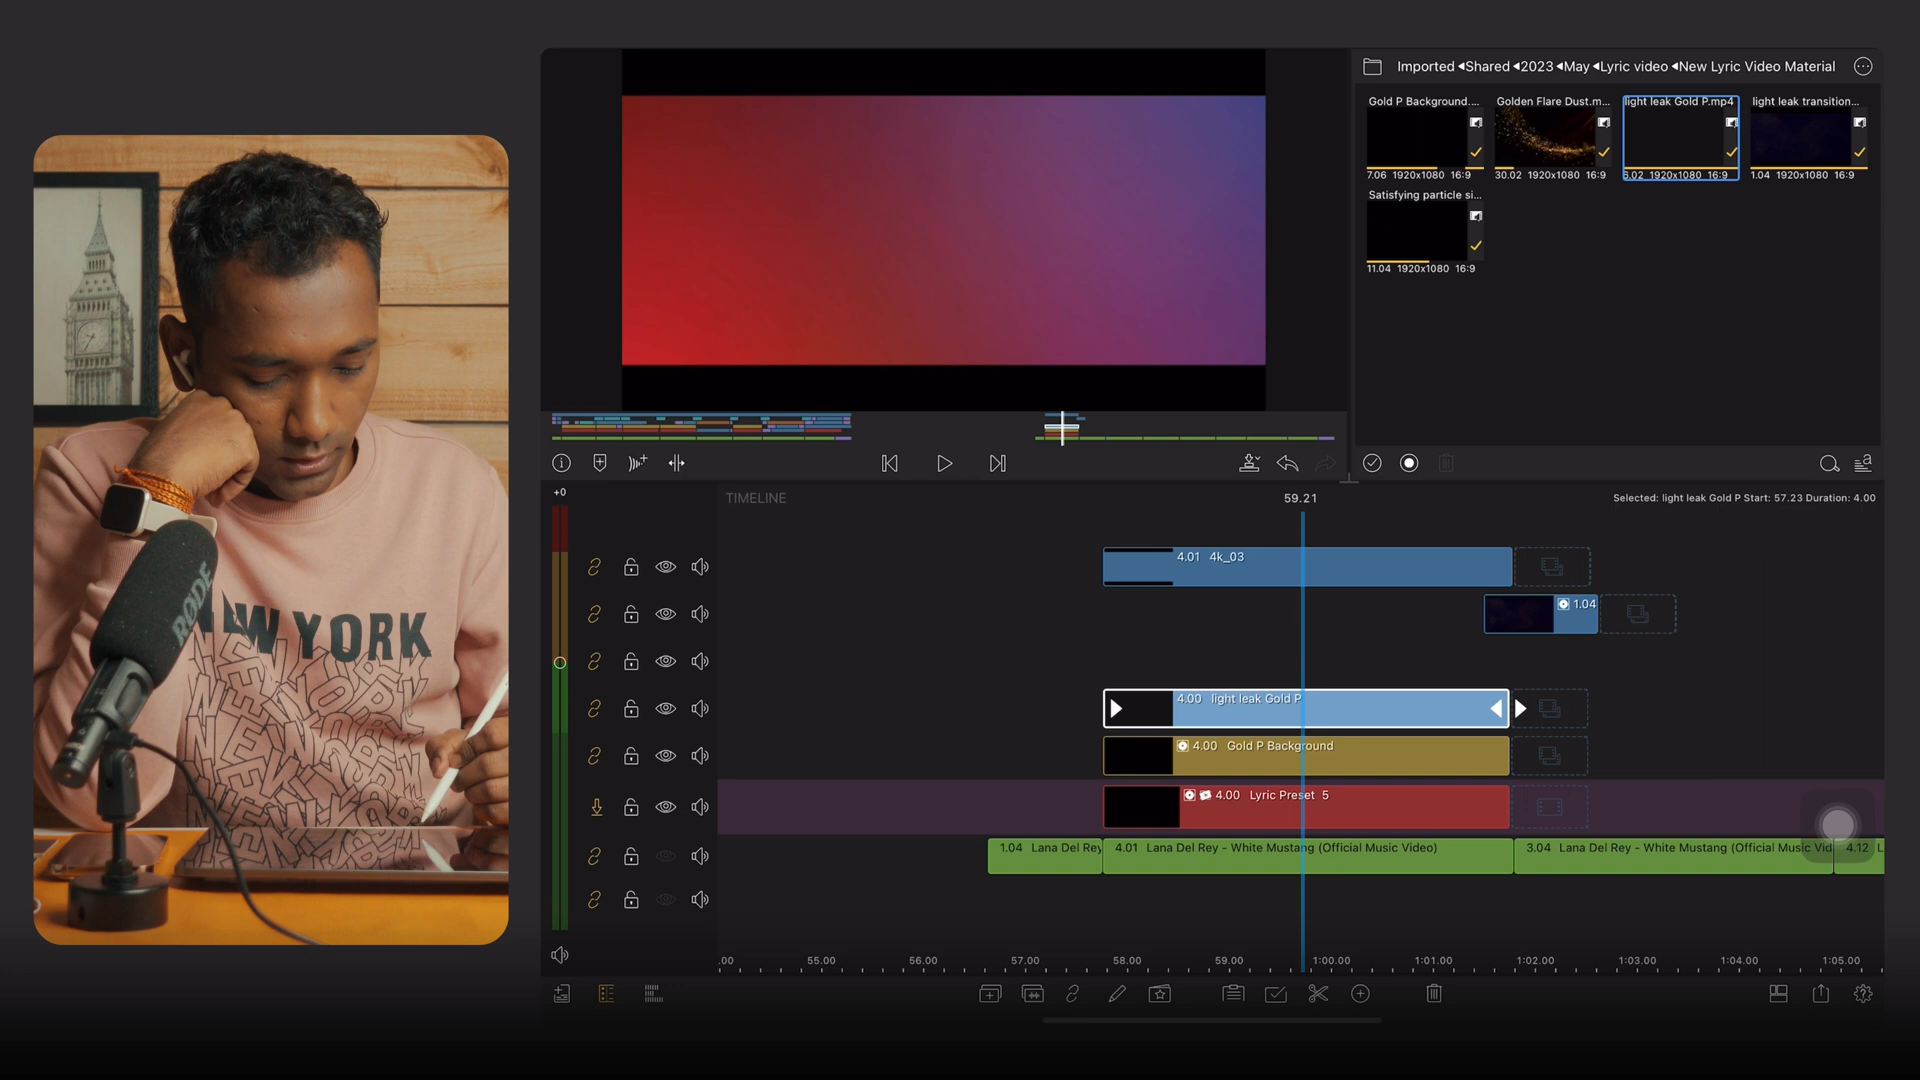 Imported ◂Shared ◂2023 ◂May ◂Lyric video ◂New Lyric Video Material
Gold P Background.... Golden Flare Dust.m... light leak Gold P.mp4 light leak transition...
7.06 1920x1080 16:9 30.02 1920x1080 16:9 6.02 1920x1080 16:9 1.04 1920x1080 16:9
Satisfying particle si...
11.04 1920x1080 16:9
+0
TIMELINE
59.21
Selected: light leak Gold P Start: 57.23 Duration: 4.00
4.01 4k_03
1.04
4.00 light leak Gold P
4.00 Gold P Background
4.00 Lyric Preset 5
1.04 Lana Del Rey
4.01 Lana Del Rey - White Mustang (Official Music Video)
3.04 Lana Del Rey - White Mustang (Official Music Vid
4.12 L
.00 55.00 56.00 57.00 58.00 59.00 1:00.00 1:01.00 1:02.00 1:03.00 1:04.00 1:05.00
RØDE
NEW YORK